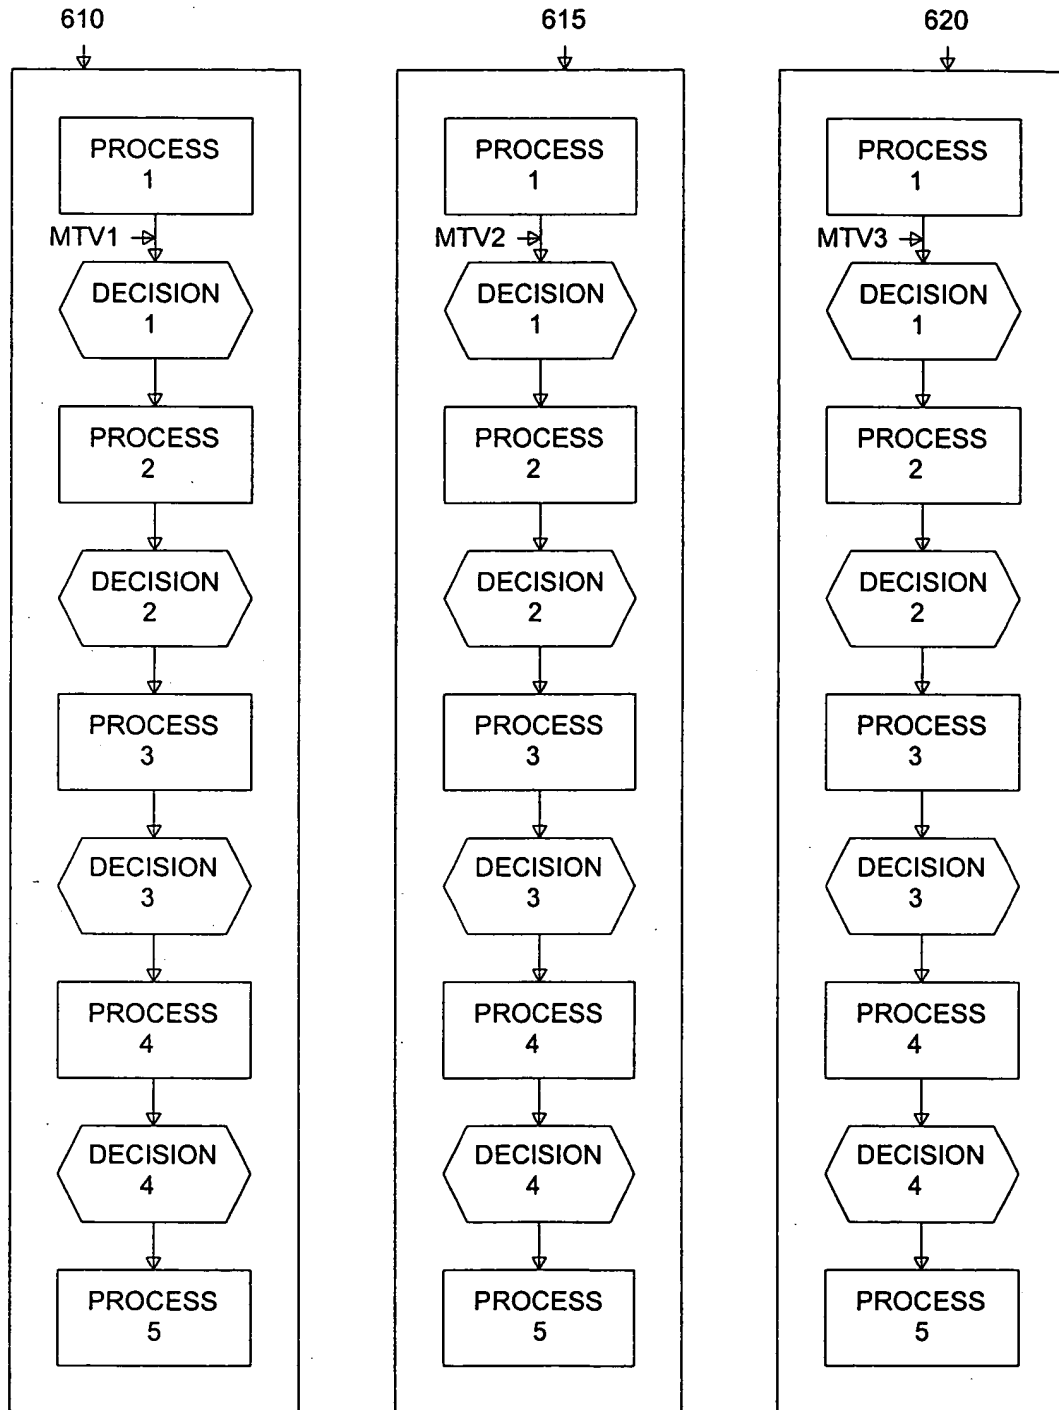 610
615
620
PROCESS
1
MTV1
DECISION
1
PROCESS
2
DECISION
2
PROCESS
3
DECISION
3
PROCESS
4
DECISION
4
PROCESS
5
PROCESS
1
MTV2
DECISION
1
PROCESS
2
DECISION
2
PROCESS
3
DECISION
3
PROCESS
4
DECISION
4
PROCESS
5
PROCESS
1
MTV3
DECISION
1
PROCESS
2
DECISION
2
PROCESS
3
DECISION
3
PROCESS
4
DECISION
4
PROCESS
5